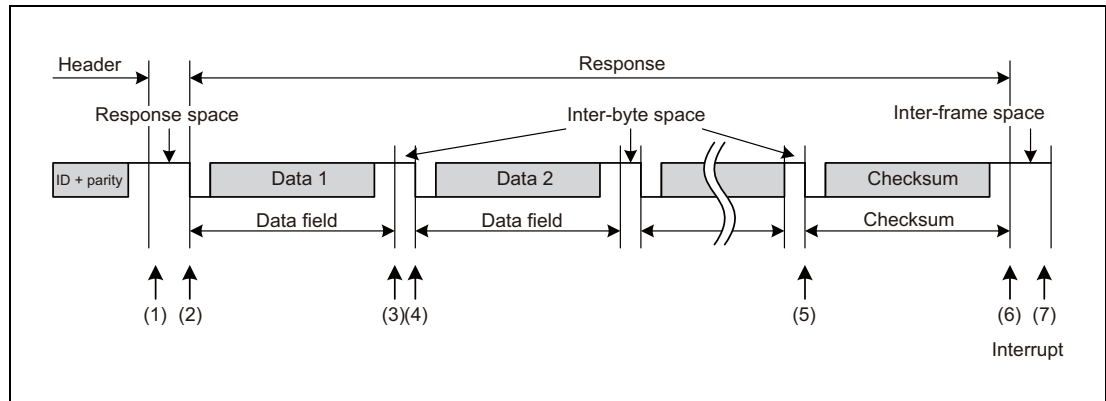 Header
Response
Response space
Inter-byte space
Inter-frame space
ID + parity
Data 1
Data 2
Checksum
Data field
Data field
Checksum
(1)
(2)
(3)
(4)
(5)
(6)
(7)
Interrupt